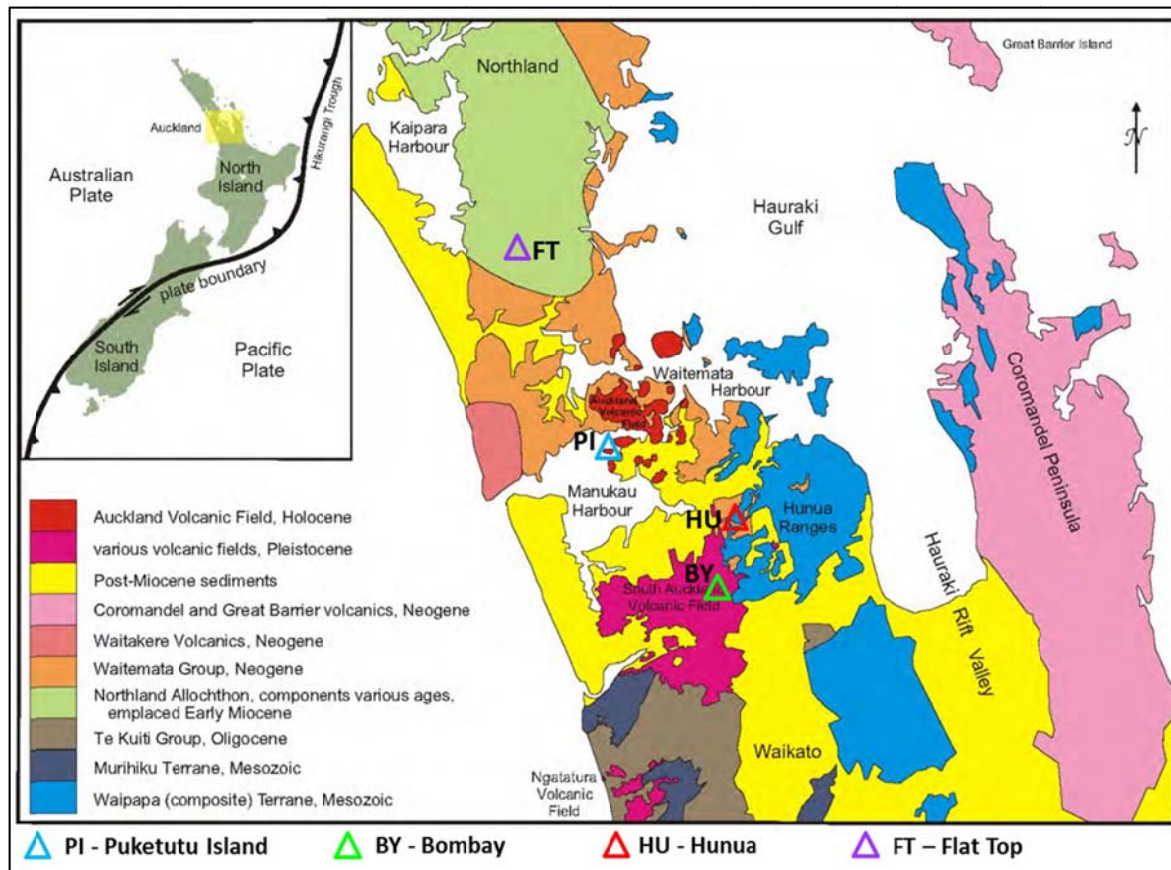 Auckland
Australian
Plate
North
Island
Hikurangi Trough
plate boundary
South
Island
Pacific
Plate
Northland
Great Barrier Island
Kaipara
Harbour
N
Hauraki
Gulf
FT
Waitemata
Harbour
Auckland
Volcanic
Field
PI
Manukau
Harbour
HU
Hunua
Ranges
BY
South Auckland
Volcanic Field
Coromandel Peninsula
Hauraki Rift Valley
Waikato
Ngatatura
Volcanic
Field
Auckland Volcanic Field, Holocene
various volcanic fields, Pleistocene
Post-Miocene sediments
Coromandel and Great Barrier volcanics, Neogene
Waitakere Volcanics, Neogene
Waitemata Group, Neogene
Northland Allochthon, components various ages,
emplaced Early Miocene
Te Kuiti Group, Oligocene
Murihiku Terrane, Mesozoic
Waipapa (composite) Terrane, Mesozoic
PI - Puketutu Island
BY - Bombay
HU - Hunua
FT – Flat Top